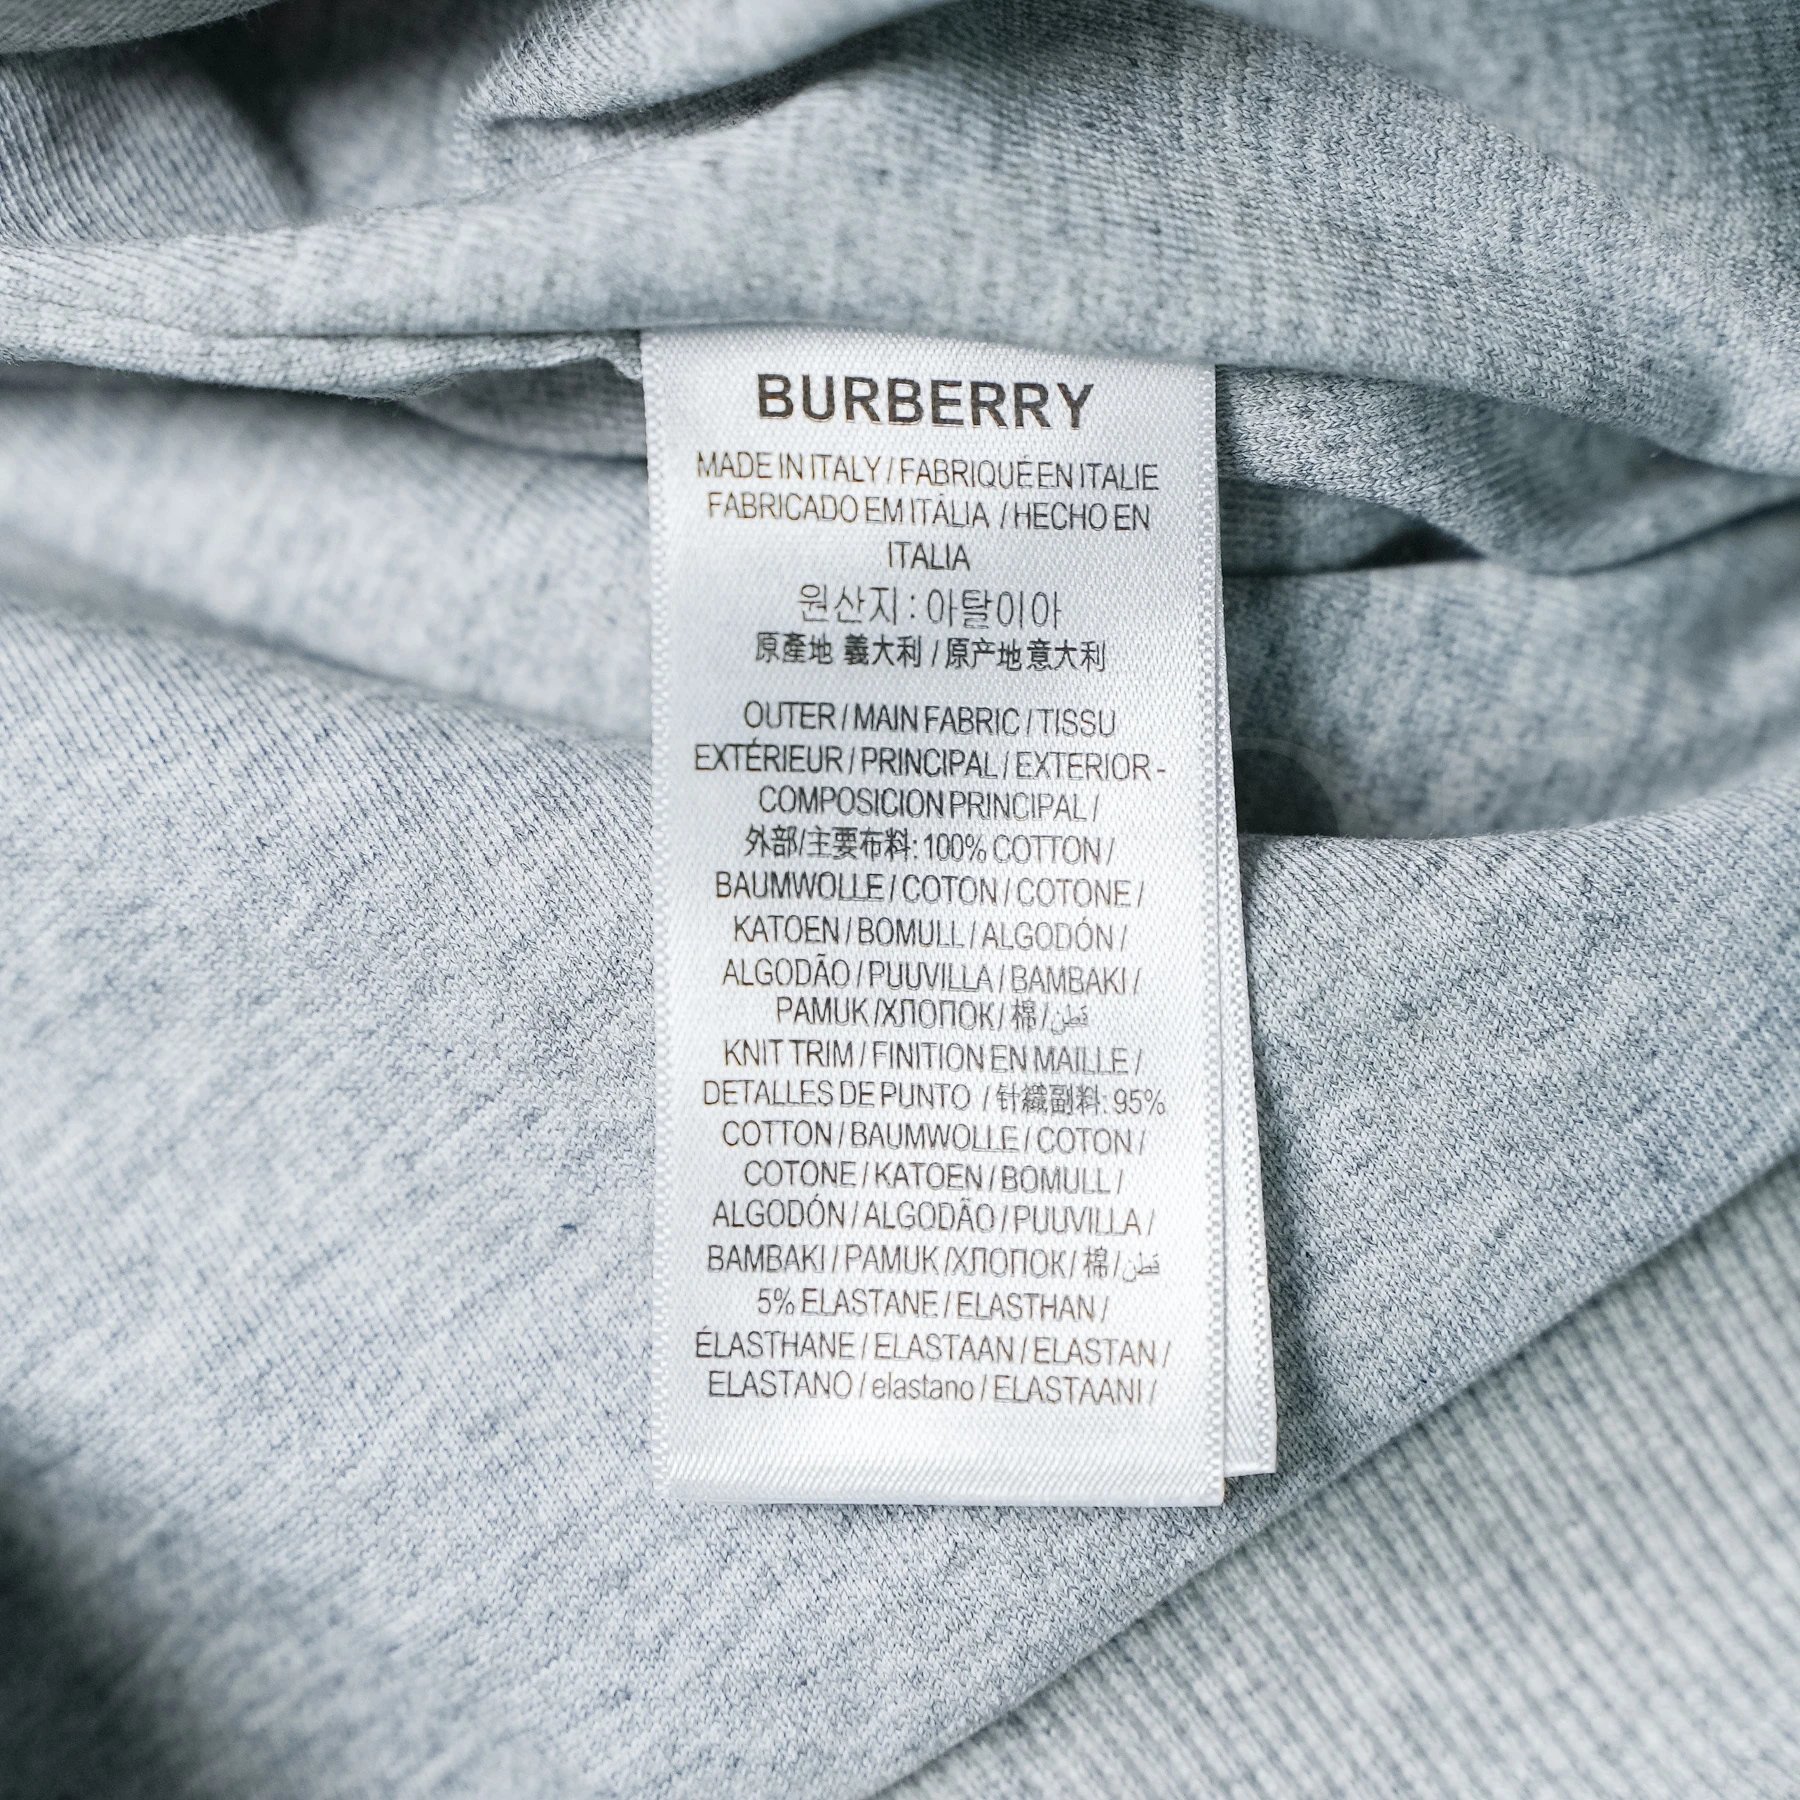 BURBERRY
MADE IN ITALY / FABRIQUÉ EN ITALIE
FABRICADO EM ITÁLIA / HECHO EN
ITALIA
원산지 : 아탈이아
原產地 義大利 / 原产地意大利
OUTER / MAIN FABRIC / TISSU
EXTÉRIEUR / PRINCIPAL / EXTERIOR -
COMPOSICION PRINCIPAL /
外部/主要布料: 100% COTTON /
BAUMWOLLE / COTON / COTONE /
KATOEN / BOMULL / ALGODÓN /
ALGODÃO / PUUVILLA / BAMBAKI /
PAMUK /ХЛОПОК / 棉 / قطن
KNIT TRIM / FINITION EN MAILLE /
DETALLES DE PUNTO / 针織副料: 95%
COTTON / BAUMWOLLE / COTON /
COTONE / KATOEN / BOMULL /
ALGODÓN / ALGODÃO / PUUVILLA /
BAMBAKI / PAMUK /ХЛОПОК / 棉 / قطن
5% ELASTANE / ELASTHAN /
ÉLASTHANE / ELASTAAN / ELASTAN /
ELASTANO / elastano / ELASTAANI /